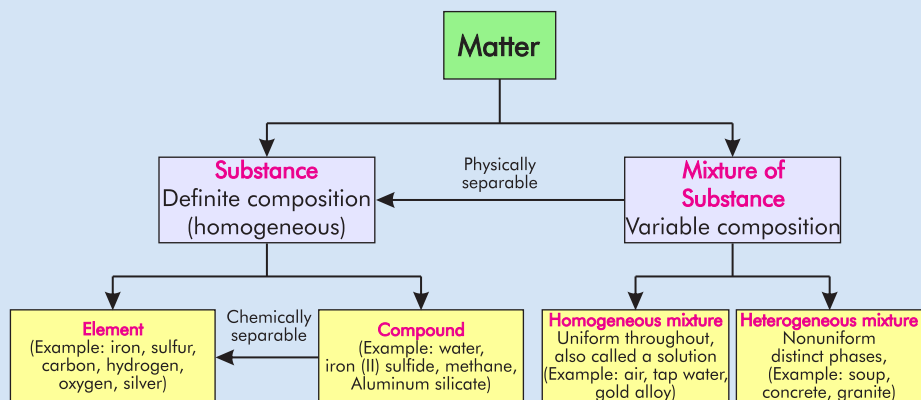 Matter
Substance
Definite composition
(homogeneous)
Physically
separable
Mixture of
Substance
Variable composition
Element
(Example: iron, sulfur,
carbon, hydrogen,
oxygen, silver)
Chemically
separable
Compound
(Example: water,
iron (II) sulfide, methane,
Aluminum silicate)
Homogeneous mixture
Uniform throughout,
also called a solution
(Example: air, tap water,
gold alloy)
Heterogeneous mixture
Nonuniform
distinct phases,
(Example: soup,
concrete, granite)